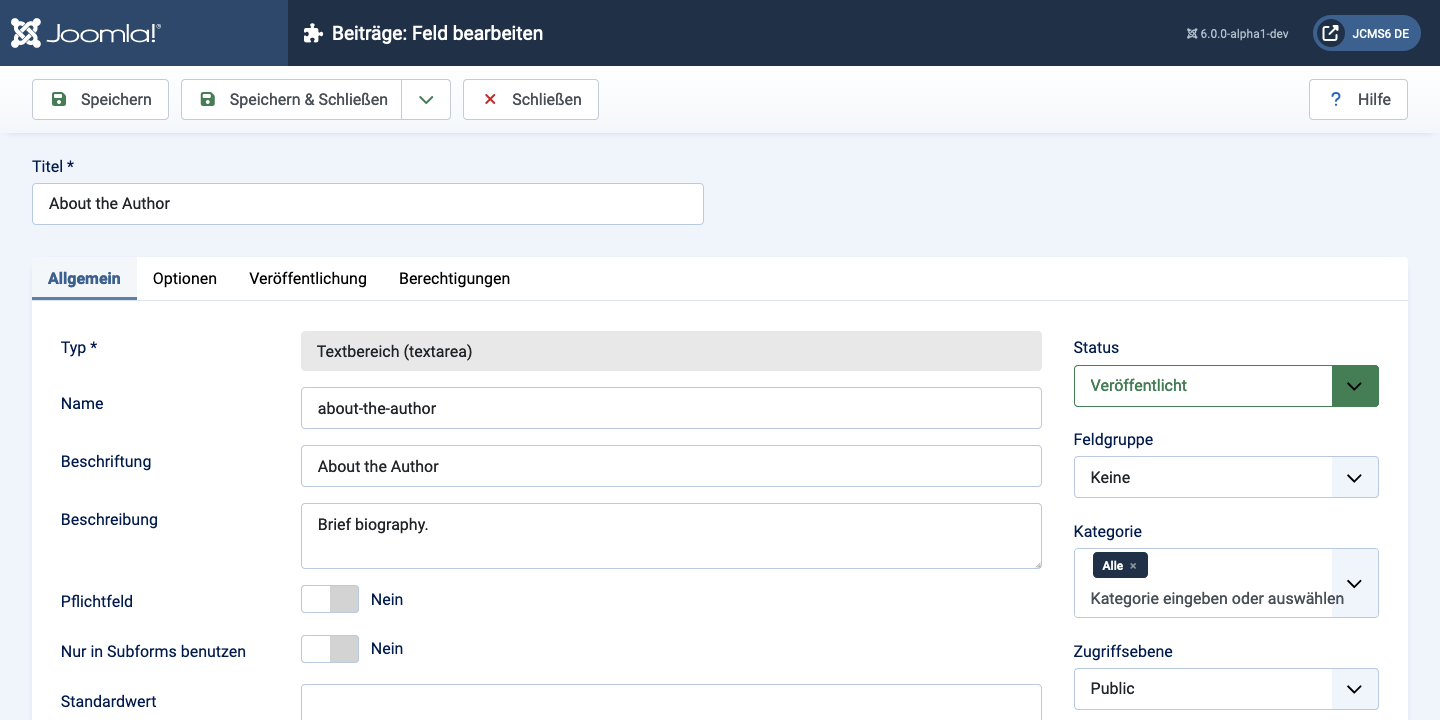 Joomla!®
Beiträge: Feld bearbeiten
6.0.0-alpha1-dev
JCMS6 DE
Speichern
Speichern & Schließen
Schließen
? Hilfe
Titel *
About the Author
Allgemein
Optionen
Veröffentlichung
Berechtigungen
Typ *
Textbereich (textarea)
Name
about-the-author
Beschriftung
About the Author
Beschreibung
Brief biography.
Pflichtfeld
Nein
Nur in Subforms benutzen
Nein
Standardwert
Status
Veröffentlicht
Feldgruppe
Keine
Kategorie
Alle ×
Kategorie eingeben oder auswählen
Zugriffsebene
Public